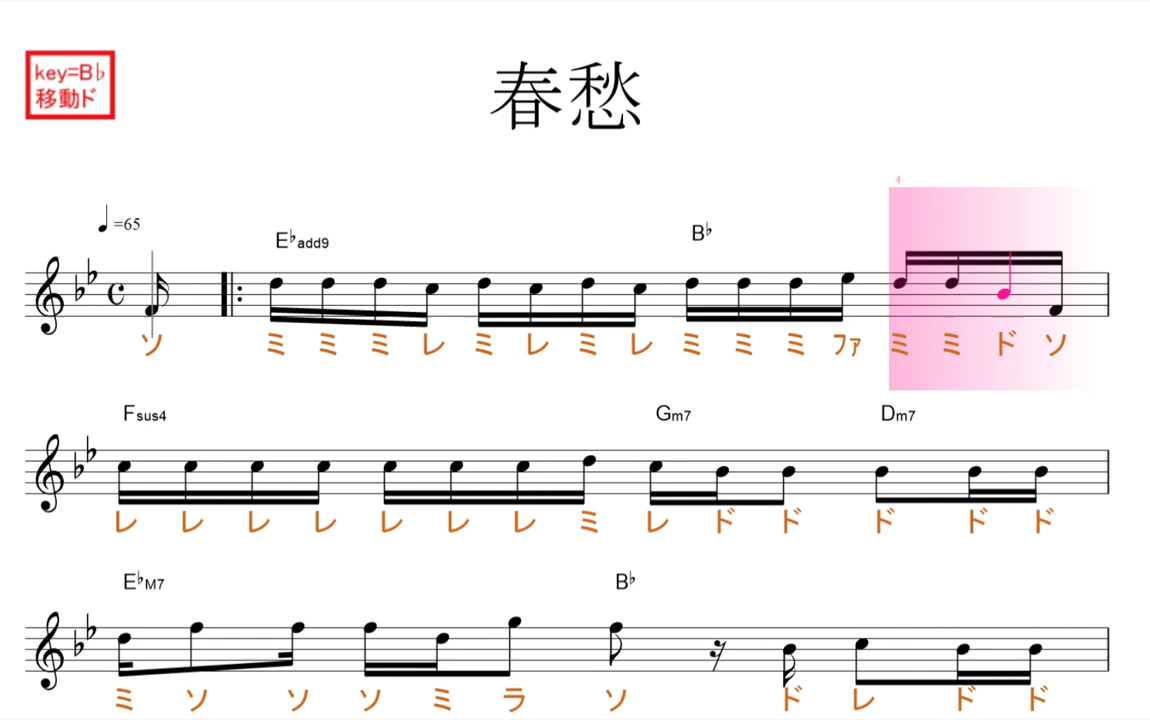 key=B♭
移動ド
春愁
4
♩=65
E♭add9 B♭
ソ ミ ミ ミ レ ミ レ ミ レ ミ ミ ミ ファ ミ ミ ド ソ
Fsus4 Gm7 Dm7
レ レ レ レ レ レ レ ミ レ ド ド ド ド ド
E♭M7 B♭
ミ ソ ソ ソ ミ ラ ソ ド レ ド ド